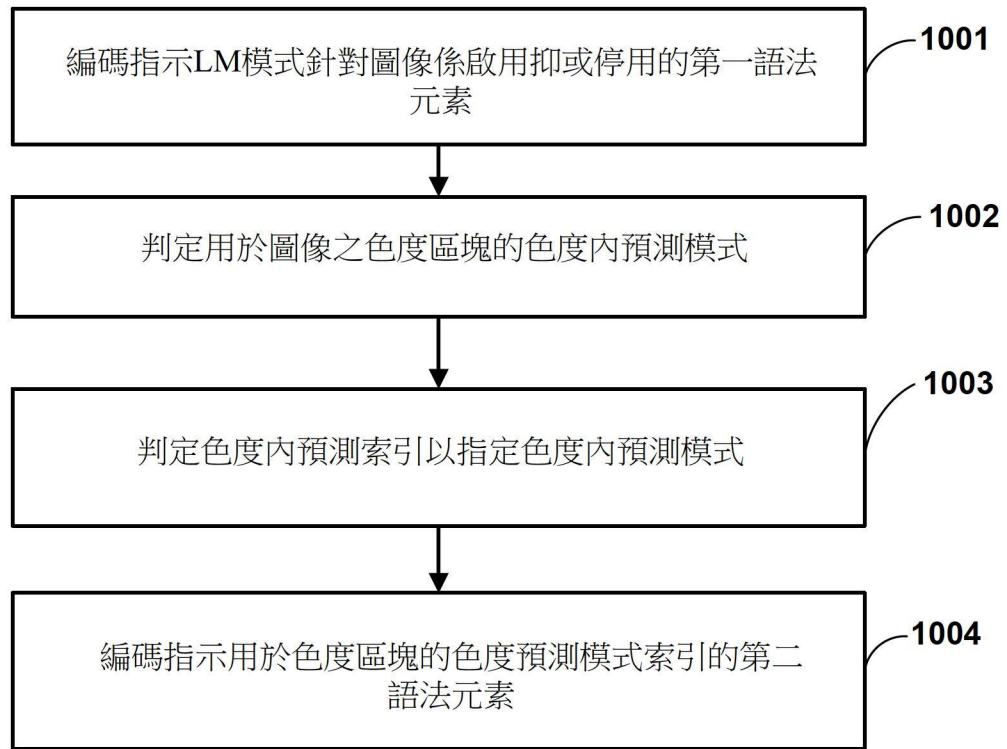 編碼指示LM模式針對圖像係啟用抑或停用的第一語法
元素
1001
判定用於圖像之色度區塊的色度內預測模式
1002
判定色度內預測索引以指定色度內預測模式
1003
編碼指示用於色度區塊的色度預測模式索引的第二
語法元素
1004